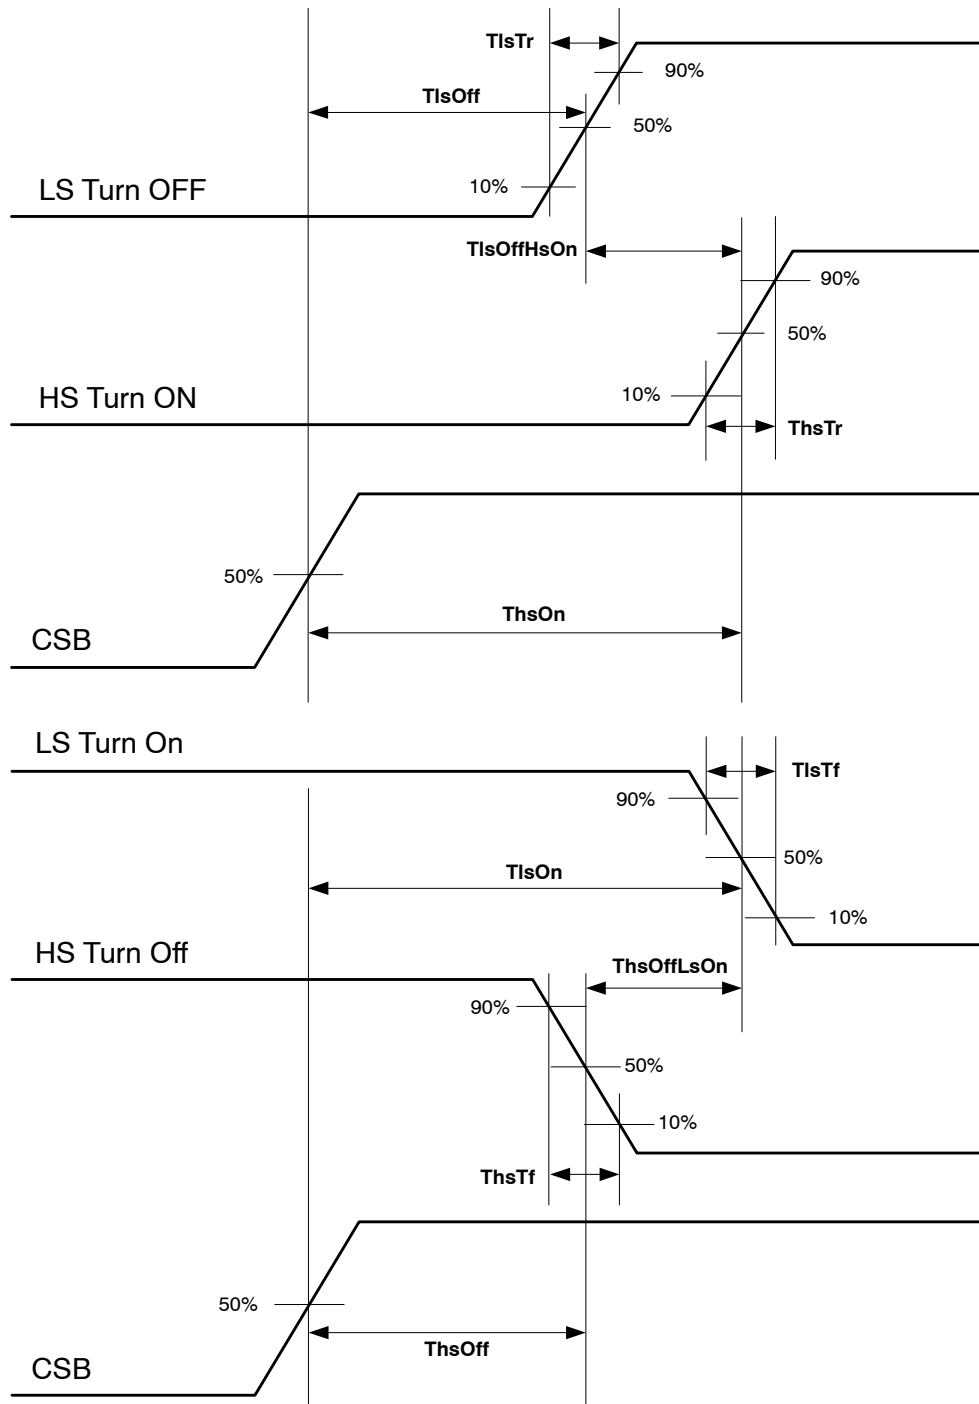 TlsTr
90%
TlsOff
50%
LS Turn OFF
10%
TlsOffHsOn
90%
50%
HS Turn ON
10%
ThsTr
50%
ThsOn
CSB
LS Turn On
TlsTf
90%
50%
TlsOn
10%
HS Turn Off
ThsOffLsOn
90%
50%
10%
ThsTf
50%
ThsOff
CSB